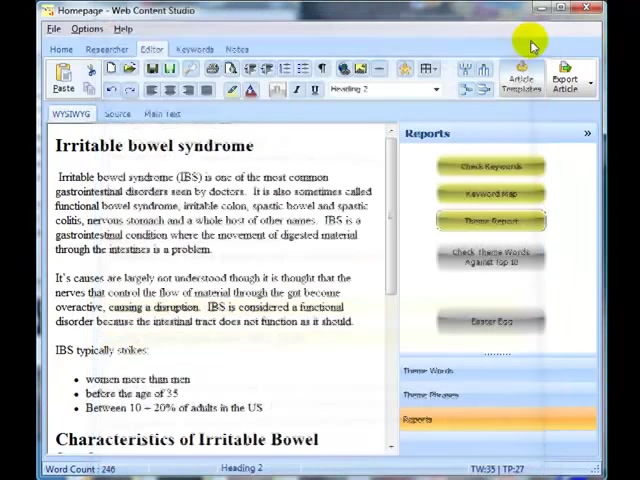 Homepage - Web Content Studio
File Options Help
Home Researcher Editor Keywords Notes
Paste
Heading 2
Article Templates
Export Article
WYSIWYG Source Plain Text
Irritable bowel syndrome
Irritable bowel syndrome (IBS) is one of the most common
gastrointestinal disorders seen by doctors. It is also sometimes called
functional bowel syndrome, irritable colon, spastic bowel and spastic
colitis, nervous stomach and a whole host of other names. IBS is a
gastrointestinal condition where the movement of digested material
through the intestines is a problem.
It's causes are largely not understood though it is thought that the
nerves that control the flow of material through the gut become
overactive, causing a disruption. IBS is considered a functional
disorder because the intestinal tract does not function as it should.
IBS typically strikes:
• women more than men
• before the age of 35
• Between 10 – 20% of adults in the US
Characteristics of Irritable Bowel
Reports »
Check Keywords
Keyword Map
Theme Report
Check Theme Words
Against Top 10
Easter Egg
Theme Words
Theme Phrases
Reports
Word Count : 246 Heading 2 TW:35 | TP:27